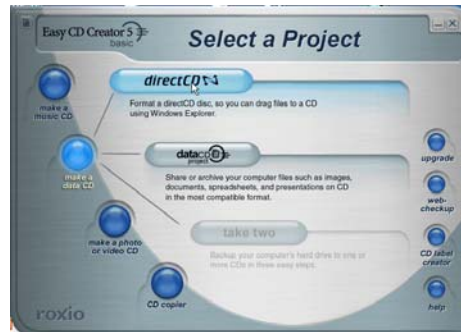 Easy CD Creator 5
basic
Select a Project
directCD
make a
music CD
Format a directCD disc, so you can drag files to a CD
using Windows Explorer.
dataCD
project
make a
data CD
Share or archive your computer files such as images,
documents, spreadsheets, and presentations on CD
in the most compatible format.
upgrade
web-
checkup
take two
make a photo
or video CD
Backup your computer's hard drive to one or
more CDs in three easy steps.
CD label
creator
CD copier
help
roxio